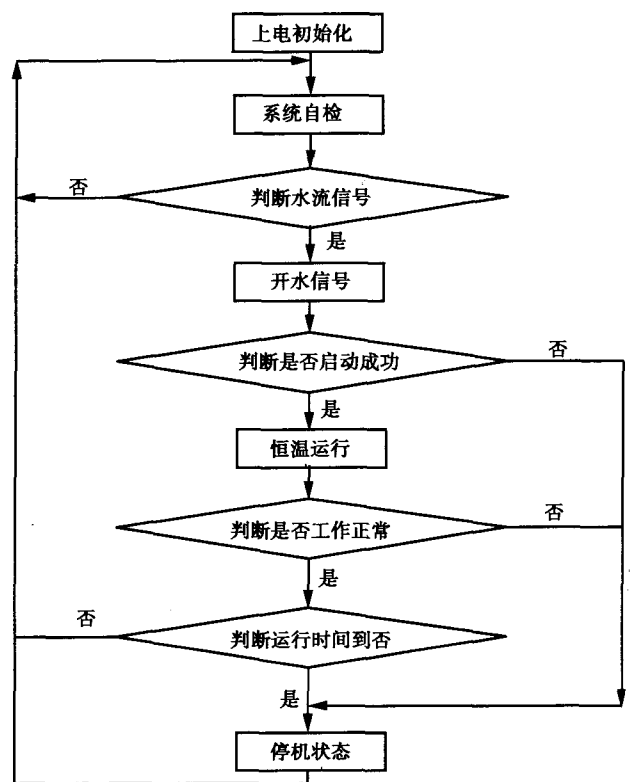 上电初始化
系统自检
否
判断水流信号
是
开水信号
判断是否启动成功
否
是
恒温运行
判断是否工作正常
否
是
否
判断运行时间到否
是
停机状态